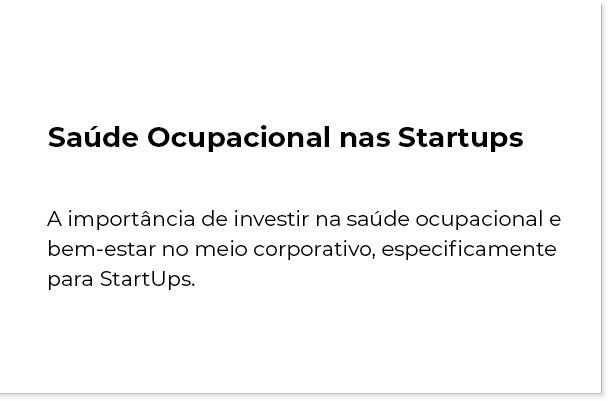 Saúde Ocupacional nas Startups
A importância de investir na saúde ocupacional e
bem-estar no meio corporativo, especificamente
para StartUps.